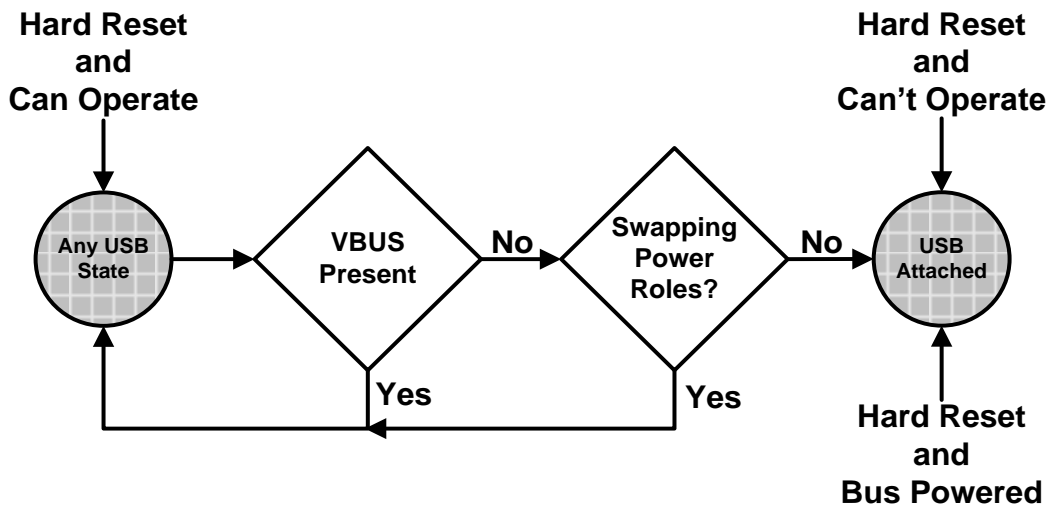 Hard Reset
and
Can Operate
Hard Reset
and
Can't Operate
Any USB
State
VBUS
Present
No
Swapping
Power
Roles?
No
USB
Attached
Yes
Yes
Hard Reset
and
Bus Powered